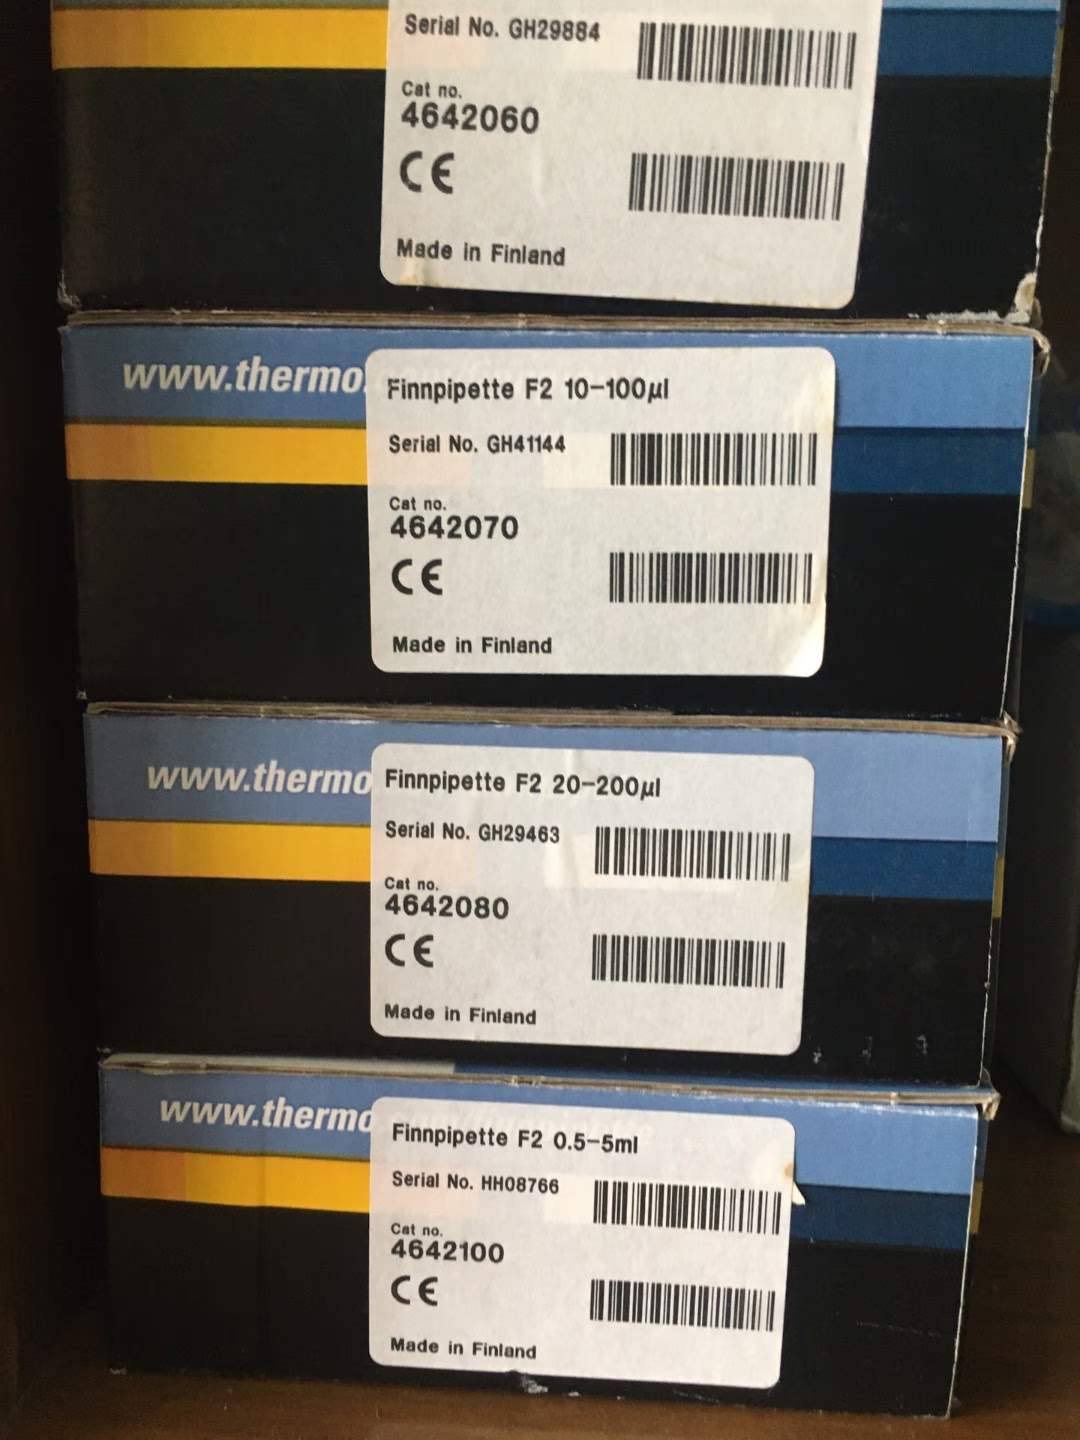 Serial No. GH29884
Cat no.
4642060
CE
Made in Finland
www.thermo.
Finnpipette F2 10-100µl
Serial No. GH41144
Cat no.
4642070
CE
Made in Finland
www.thermo
Finnpipette F2 20-200µl
Serial No. GH29463
Cat no.
4642080
CE
Made in Finland
www.thermo
Finnpipette F2 0.5-5ml
Serial No. HH08766
Cat no.
4642100
CE
Made in Finland